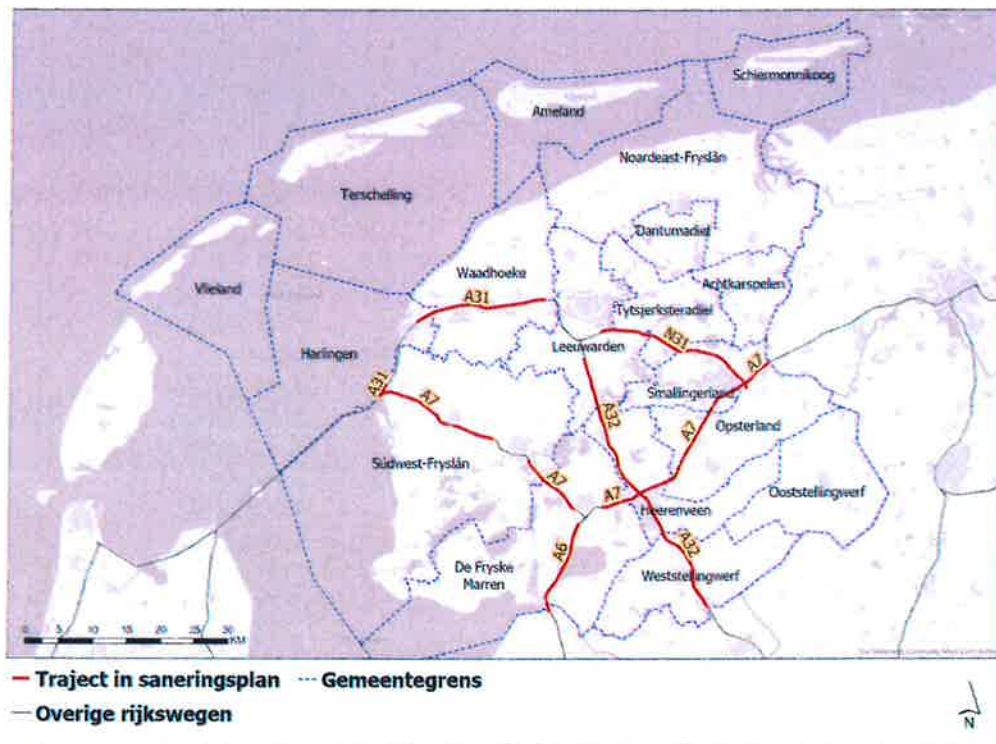 Schiermonnikoog
Ameland
Noardeast-Fryslân
Terschelling
Dantumadiel
Waadhoeke
Achtkarspelen
Vlieland
A31
Tytsjerksteradiel
Harlingen
Leeuwarden
N31
A7
A31
A7
Smallingerland
A32
Opsterland
A7
Súdwest-Fryslân
A7
A7
Ooststellingwerf
Heerenveen
A6
A32
De Fryske
Marren
Weststellingwerf
0 5 10 15 20 25 30
KM
Traject in saneringsplan
Gemeentegrens
Overige rijkswegen
N